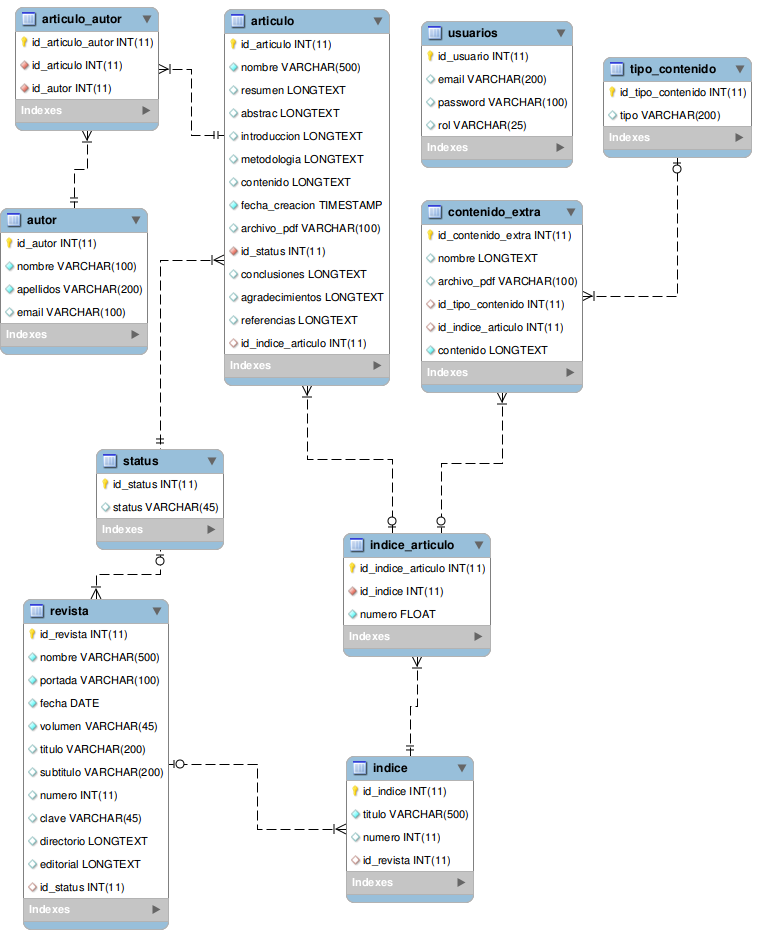 articulo_autor
id_articulo_autor INT(11)
id_articulo INT(11)
id_autor INT(11)
Indexes
articulo
id_articulo INT(11)
nombre VARCHAR(500)
resumen LONGTEXT
abstrac LONGTEXT
introduccion LONGTEXT
metodologia LONGTEXT
contenido LONGTEXT
fecha_creacion TIMESTAMP
archivo_pdf VARCHAR(100)
id_status INT(11)
conclusiones LONGTEXT
agradecimientos LONGTEXT
referencias LONGTEXT
id_indice_articulo INT(11)
Indexes
usuarios
id_usuario INT(11)
email VARCHAR(200)
password VARCHAR(100)
rol VARCHAR(25)
Indexes
tipo_contenido
id_tipo_contenido INT(11)
tipo VARCHAR(200)
Indexes
autor
id_autor INT(11)
nombre VARCHAR(100)
apellidos VARCHAR(200)
email VARCHAR(100)
Indexes
contenido_extra
id_contenido_extra INT(11)
nombre LONGTEXT
archivo_pdf VARCHAR(100)
id_tipo_contenido INT(11)
id_indice_articulo INT(11)
contenido LONGTEXT
Indexes
status
id_status INT(11)
status VARCHAR(45)
Indexes
indice_articulo
id_indice_articulo INT(11)
id_indice INT(11)
numero FLOAT
Indexes
revista
id_revista INT(11)
nombre VARCHAR(500)
portada VARCHAR(100)
fecha DATE
volumen VARCHAR(45)
titulo VARCHAR(200)
subtitulo VARCHAR(200)
numero INT(11)
clave VARCHAR(45)
directorio LONGTEXT
editorial LONGTEXT
id_status INT(11)
Indexes
indice
id_indice INT(11)
titulo VARCHAR(500)
numero INT(11)
id_revista INT(11)
Indexes